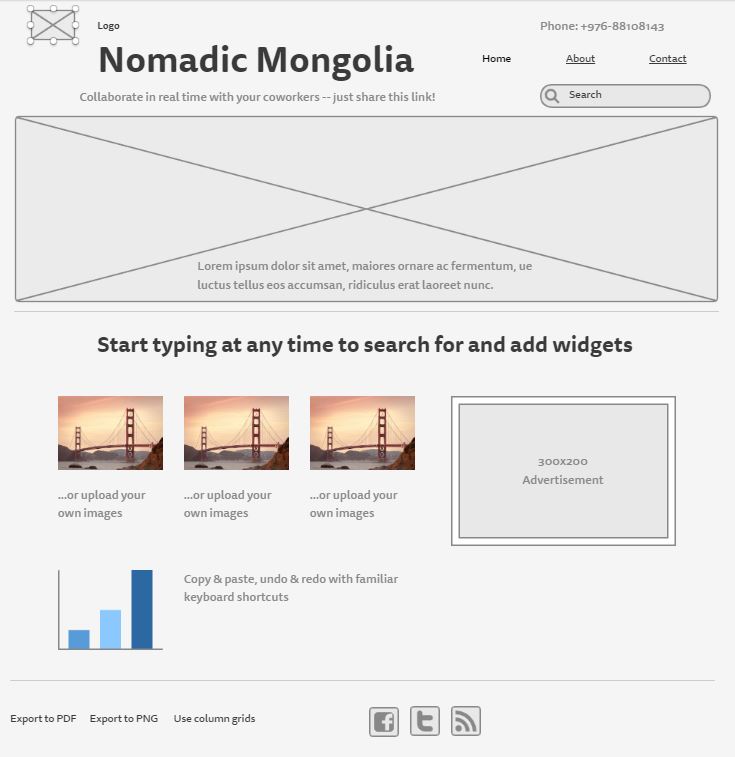 Logo
Phone: +976-88108143
Nomadic Mongolia
Home
About
Contact
Collaborate in real time with your coworkers -- just share this link!
Search
Lorem ipsum dolor sit amet, maiores ornare ac fermentum, ue
luctus tellus eos accumsan, ridiculus erat laoreet nunc.
Start typing at any time to search for and add widgets
300x200
Advertisement
...or upload your
own images
...or upload your
own images
...or upload your
own images
Copy & paste, undo & redo with familiar
keyboard shortcuts
Export to PDF
Export to PNG
Use column grids